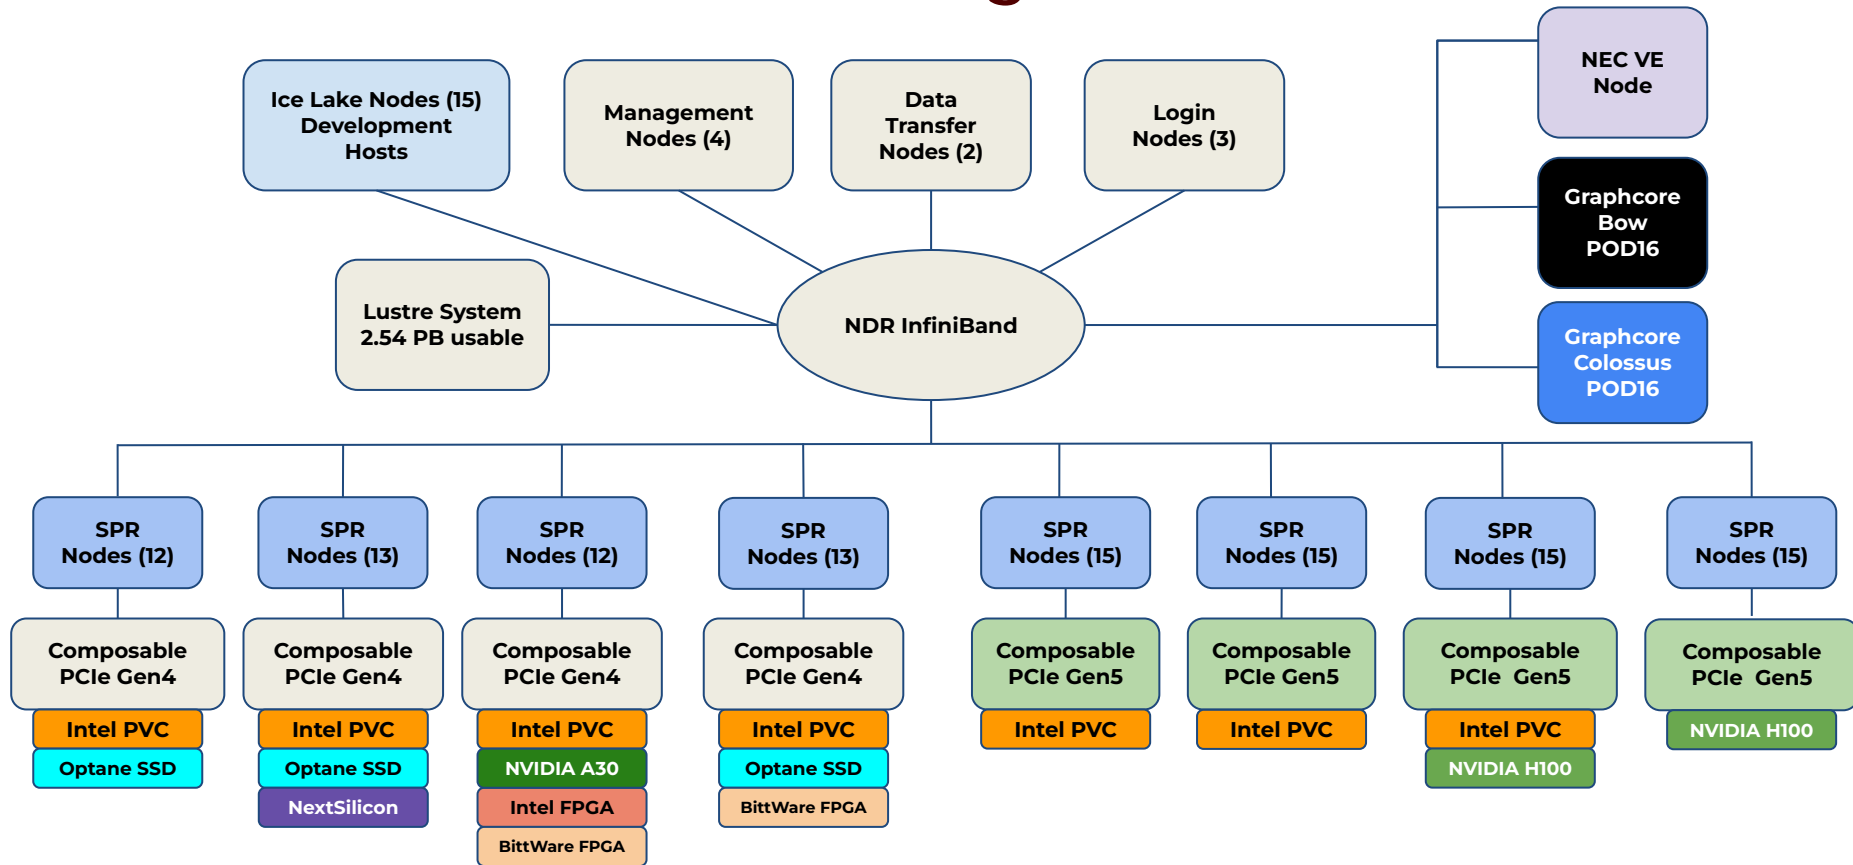 Ice Lake Nodes (15)
Development
Hosts
Management
Nodes (4)
Data
Transfer
Nodes (2)
Login
Nodes (3)
NEC VE
Node
Graphcore
Bow
POD16
Graphcore
Colossus
POD16
Lustre System
2.54 PB usable
NDR InfiniBand
SPR
Nodes (12)
SPR
Nodes (13)
SPR
Nodes (12)
SPR
Nodes (13)
SPR
Nodes (15)
SPR
Nodes (15)
SPR
Nodes (15)
SPR
Nodes (15)
Composable
PCIe Gen4
Intel PVC
Optane SSD
Composable
PCIe Gen4
Intel PVC
Optane SSD
NextSilicon
Composable
PCIe Gen4
Intel PVC
NVIDIA A30
Intel FPGA
BittWare FPGA
Composable
PCIe Gen4
Intel PVC
Optane SSD
BittWare FPGA
Composable
PCIe Gen5
Intel PVC
Composable
PCIe Gen5
Intel PVC
Composable
PCIe Gen5
Intel PVC
NVIDIA H100
Composable
PCIe Gen5
NVIDIA H100